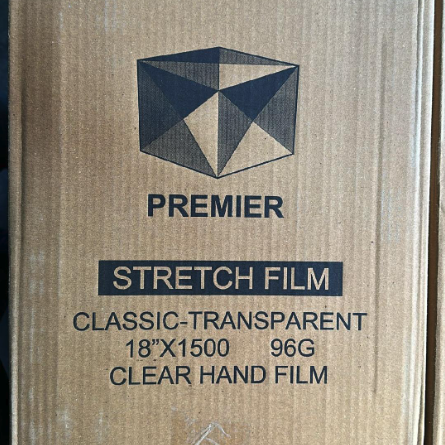 PREMIER
STRETCH FILM
CLASSIC-TRANSPARENT
18”X1500 96G
CLEAR HAND FILM